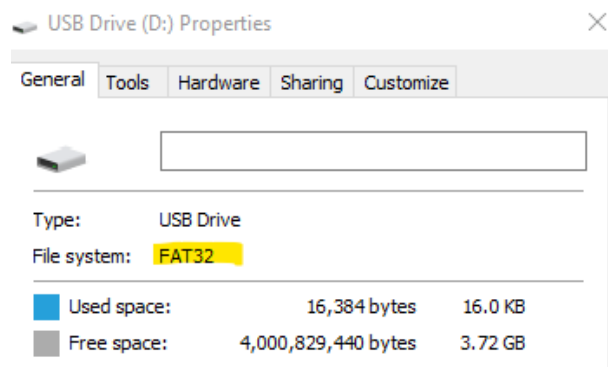 USB Drive (D:) Properties
General Tools Hardware Sharing Customize
Type: USB Drive
File system: FAT32
Used space: 16,384 bytes 16.0 KB
Free space: 4,000,829,440 bytes 3.72 GB